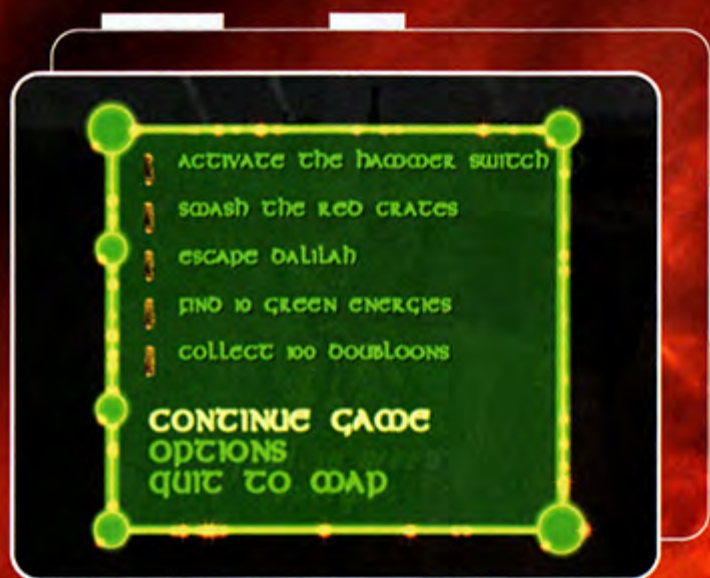 ACTIVATE THE HAMMER SWITCH
SMASH THE RED CRATES
ESCAPE DALILAH
FIND 10 GREEN ENERGIES
COLLECT 100 DOUBLOONS
CONTINUE GAME
OPTIONS
QUIT TO MAP